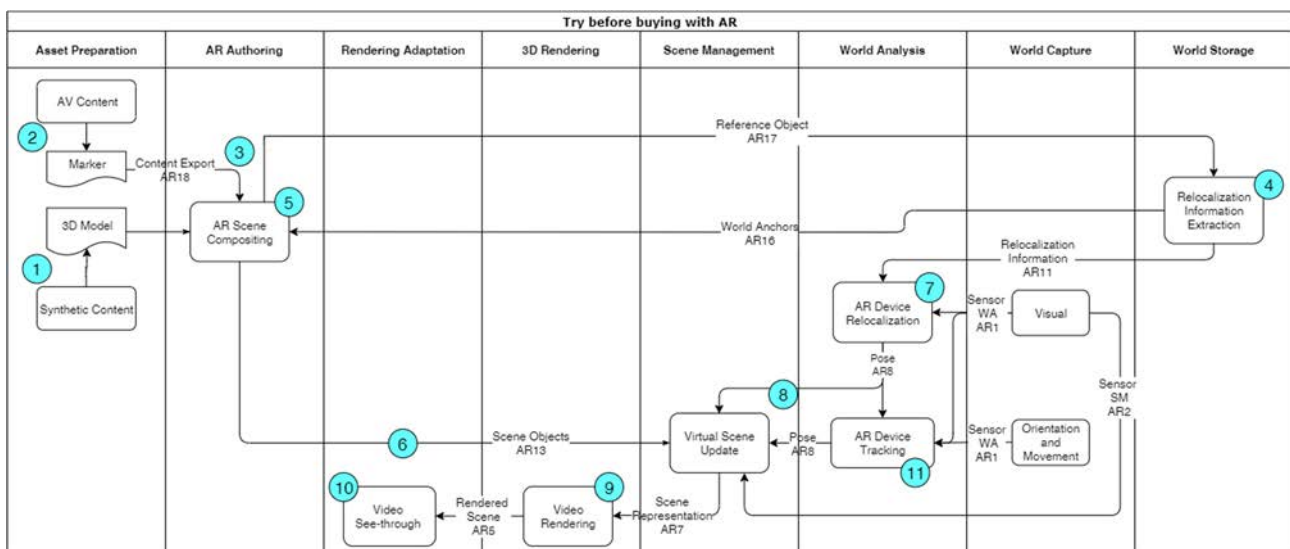 Try before buying with AR
Asset Preparation
AR Authoring
Rendering Adaptation
3D Rendering
Scene Management
World Analysis
World Capture
World Storage
AV Content
2
Marker
Content Export
AR18
3
Reference Object
AR17
4
Relocalization
Information
Extraction
5
AR Scene
Compositing
3D Model
World Anchors
AR16
1
Synthetic Content
Relocalization
Information
AR11
7
AR Device
Relocalization
Sensor
WA
AR1
Visual
Pose
AR8
8
Sensor
SM
AR2
6
Scene Objects
AR13
Virtual Scene
Update
Pose
AR8
AR Device
Tracking
11
Sensor
WA
AR1
Orientation
and
Movement
10
Video
See-through
Rendered
Scene
AR5
9
Video
Rendering
Scene
Representation
AR7